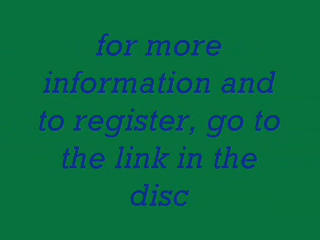 for more
information and
to register, go to
the link in the
disc